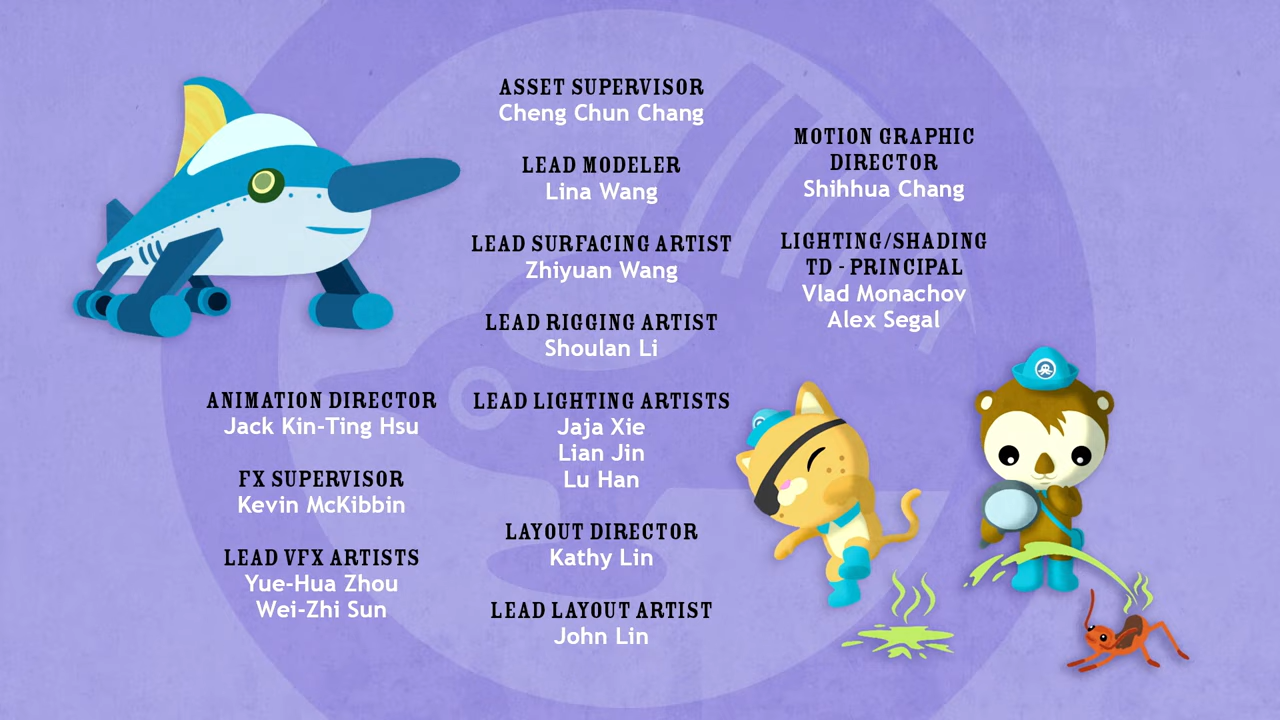 ANIMATION DIRECTOR
Jack Kin-Ting Hsu
FX SUPERVISOR
Kevin McKibbin
LEAD VFX ARTISTS
Yue-Hua Zhou
Wei-Zhi Sun
ASSET SUPERVISOR
Cheng Chun Chang
LEAD MODELER
Lina Wang
LEAD SURFACING ARTIST
Zhiyuan Wang
LEAD RIGGING ARTIST
Shoulan Li
LEAD LIGHTING ARTISTS
Jaja Xie
Lian Jin
Lu Han
LAYOUT DIRECTOR
Kathy Lin
LEAD LAYOUT ARTIST
John Lin
MOTION GRAPHIC
DIRECTOR
Shihhua Chang
LIGHTING/SHADING
TD - PRINCIPAL
Vlad Monachov
Alex Segal